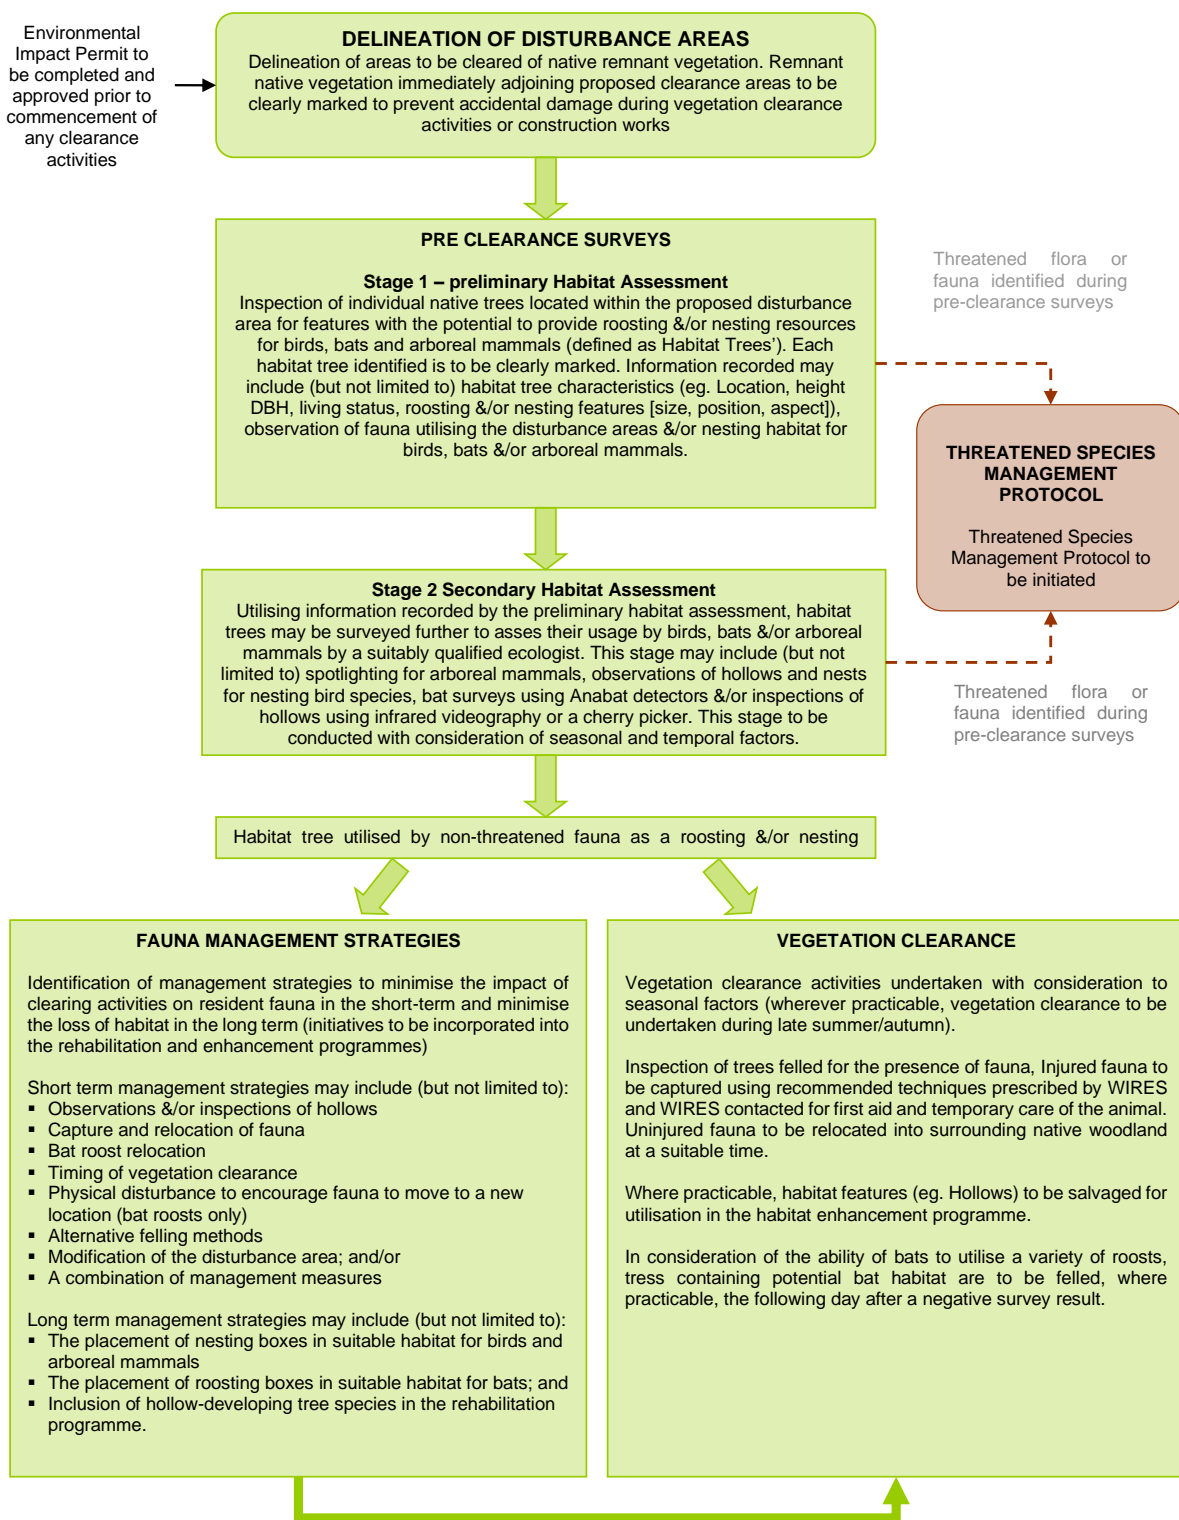 Environmental
Impact Permit to
be completed and
approved prior to
commencement of
any clearance
activities
DELINEATION OF DISTURBANCE AREAS
Delineation of areas to be cleared of native remnant vegetation. Remnant
native vegetation immediately adjoining proposed clearance areas to be
clearly marked to prevent accidental damage during vegetation clearance
activities or construction works
PRE CLEARANCE SURVEYS
Stage 1 – preliminary Habitat Assessment
Inspection of individual native trees located within the proposed disturbance
area for features with the potential to provide roosting &/or nesting resources
for birds, bats and arboreal mammals (defined as Habitat Trees’). Each
habitat tree identified is to be clearly marked. Information recorded may
include (but not limited to) habitat tree characteristics (eg. Location, height
DBH, living status, roosting &/or nesting features [size, position, aspect]),
observation of fauna utilising the disturbance areas &/or nesting habitat for
birds, bats &/or arboreal mammals.
Threatened flora or
fauna identified during
pre-clearance surveys
THREATENED SPECIES
MANAGEMENT
PROTOCOL
Threatened Species
Management Protocol to
be initiated
Stage 2 Secondary Habitat Assessment
Utilising information recorded by the preliminary habitat assessment, habitat
trees may be surveyed further to asses their usage by birds, bats &/or arboreal
mammals by a suitably qualified ecologist. This stage may include (but not
limited to) spotlighting for arboreal mammals, observations of hollows and nests
for nesting bird species, bat surveys using Anabat detectors &/or inspections of
hollows using infrared videography or a cherry picker. This stage to be
conducted with consideration of seasonal and temporal factors.
Threatened flora or
fauna identified during
pre-clearance surveys
Habitat tree utilised by non-threatened fauna as a roosting &/or nesting
FAUNA MANAGEMENT STRATEGIES
Identification of management strategies to minimise the impact of
clearing activities on resident fauna in the short-term and minimise
the loss of habitat in the long term (initiatives to be incorporated into
the rehabilitation and enhancement programmes)
Short term management strategies may include (but not limited to):
▪ Observations &/or inspections of hollows
▪ Capture and relocation of fauna
▪ Bat roost relocation
▪ Timing of vegetation clearance
▪ Physical disturbance to encourage fauna to move to a new
location (bat roosts only)
▪ Alternative felling methods
▪ Modification of the disturbance area; and/or
▪ A combination of management measures
Long term management strategies may include (but not limited to):
▪ The placement of nesting boxes in suitable habitat for birds and
arboreal mammals
▪ The placement of roosting boxes in suitable habitat for bats; and
▪ Inclusion of hollow-developing tree species in the rehabilitation
programme.
VEGETATION CLEARANCE
Vegetation clearance activities undertaken with consideration to
seasonal factors (wherever practicable, vegetation clearance to be
undertaken during late summer/autumn).
Inspection of trees felled for the presence of fauna, Injured fauna to
be captured using recommended techniques prescribed by WIRES
and WIRES contacted for first aid and temporary care of the animal.
Uninjured fauna to be relocated into surrounding native woodland
at a suitable time.
Where practicable, habitat features (eg. Hollows) to be salvaged for
utilisation in the habitat enhancement programme.
In consideration of the ability of bats to utilise a variety of roosts,
tress containing potential bat habitat are to be felled, where
practicable, the following day after a negative survey result.